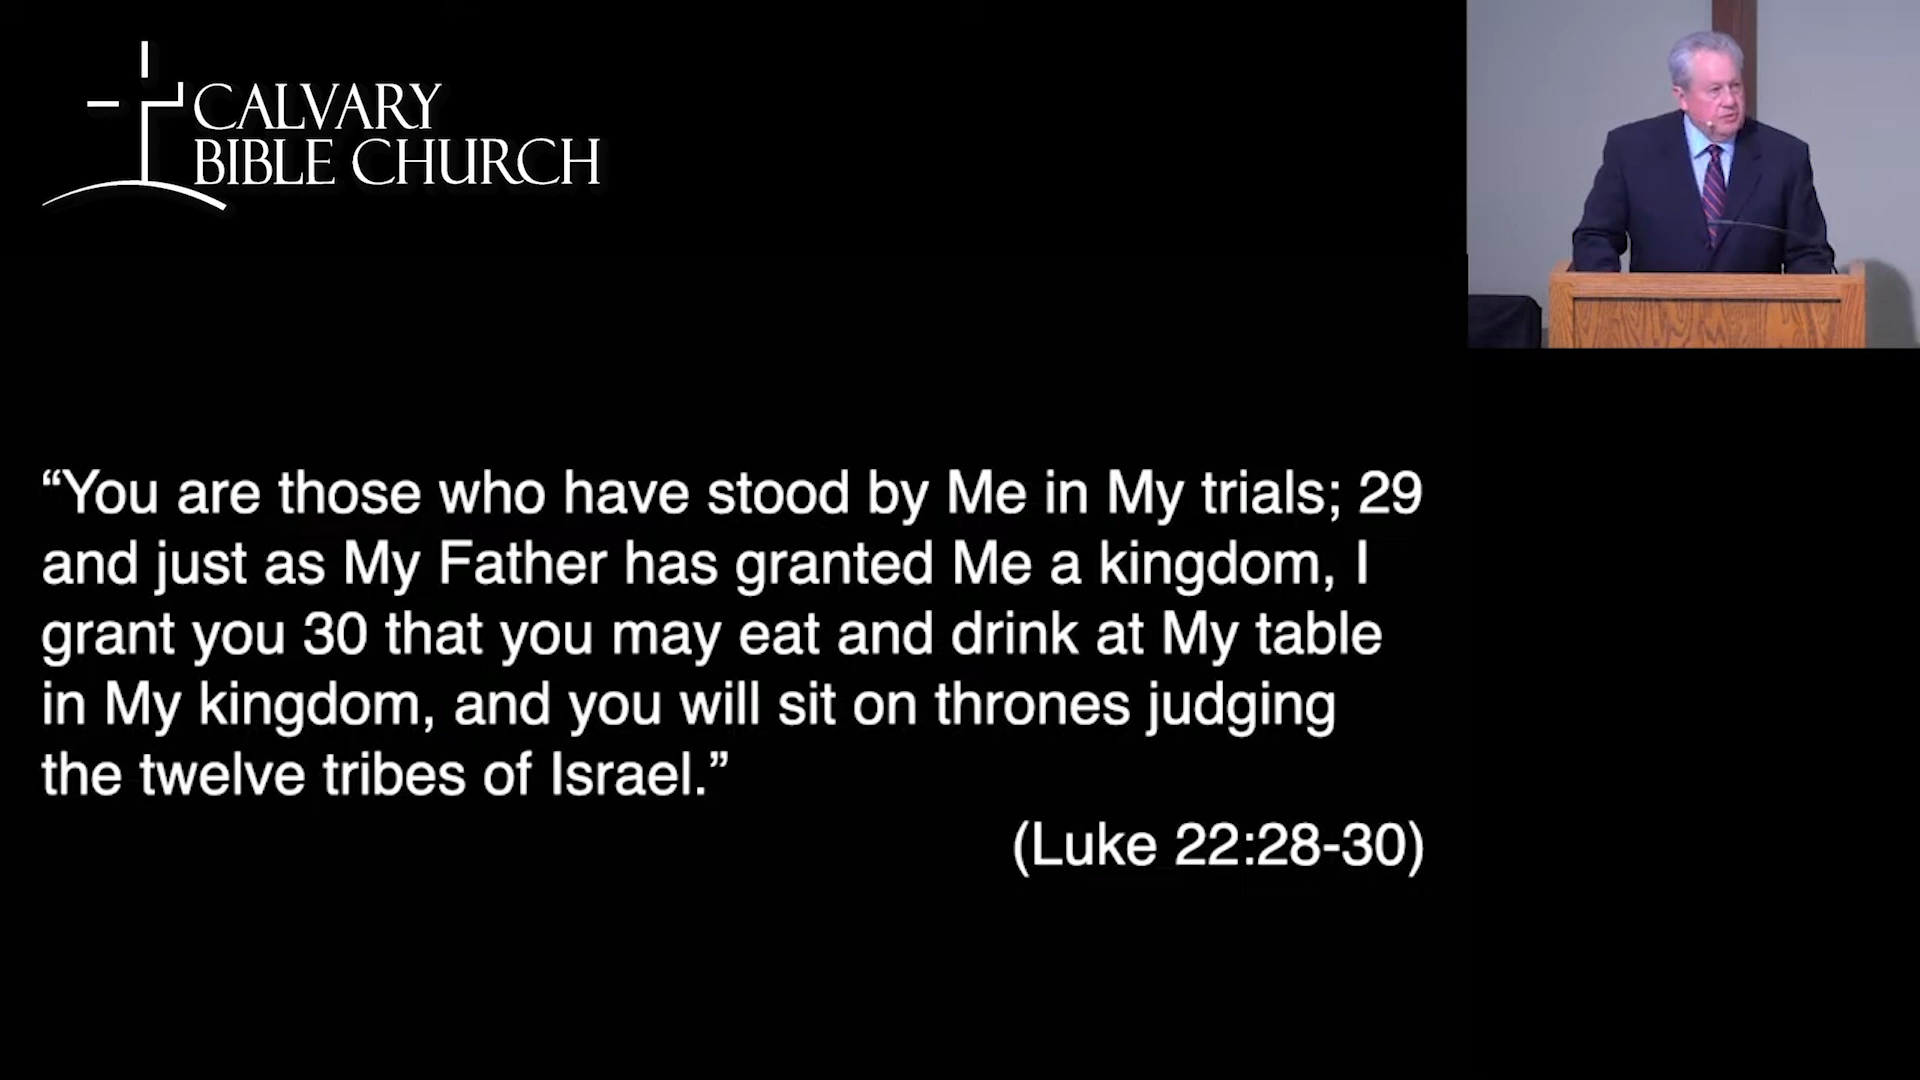 CALVARY
BIBLE CHURCH
“You are those who have stood by Me in My trials; 29
and just as My Father has granted Me a kingdom, I
grant you 30 that you may eat and drink at My table
in My kingdom, and you will sit on thrones judging
the twelve tribes of Israel.”
(Luke 22:28-30)